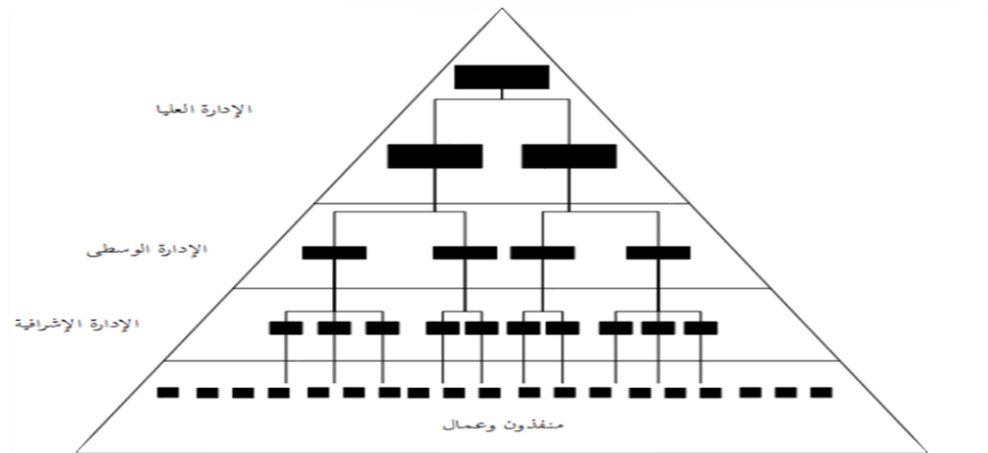 الإدارة العليا
الإدارة الوسطى
الإدارة الإشرافية
منفذون وعمال